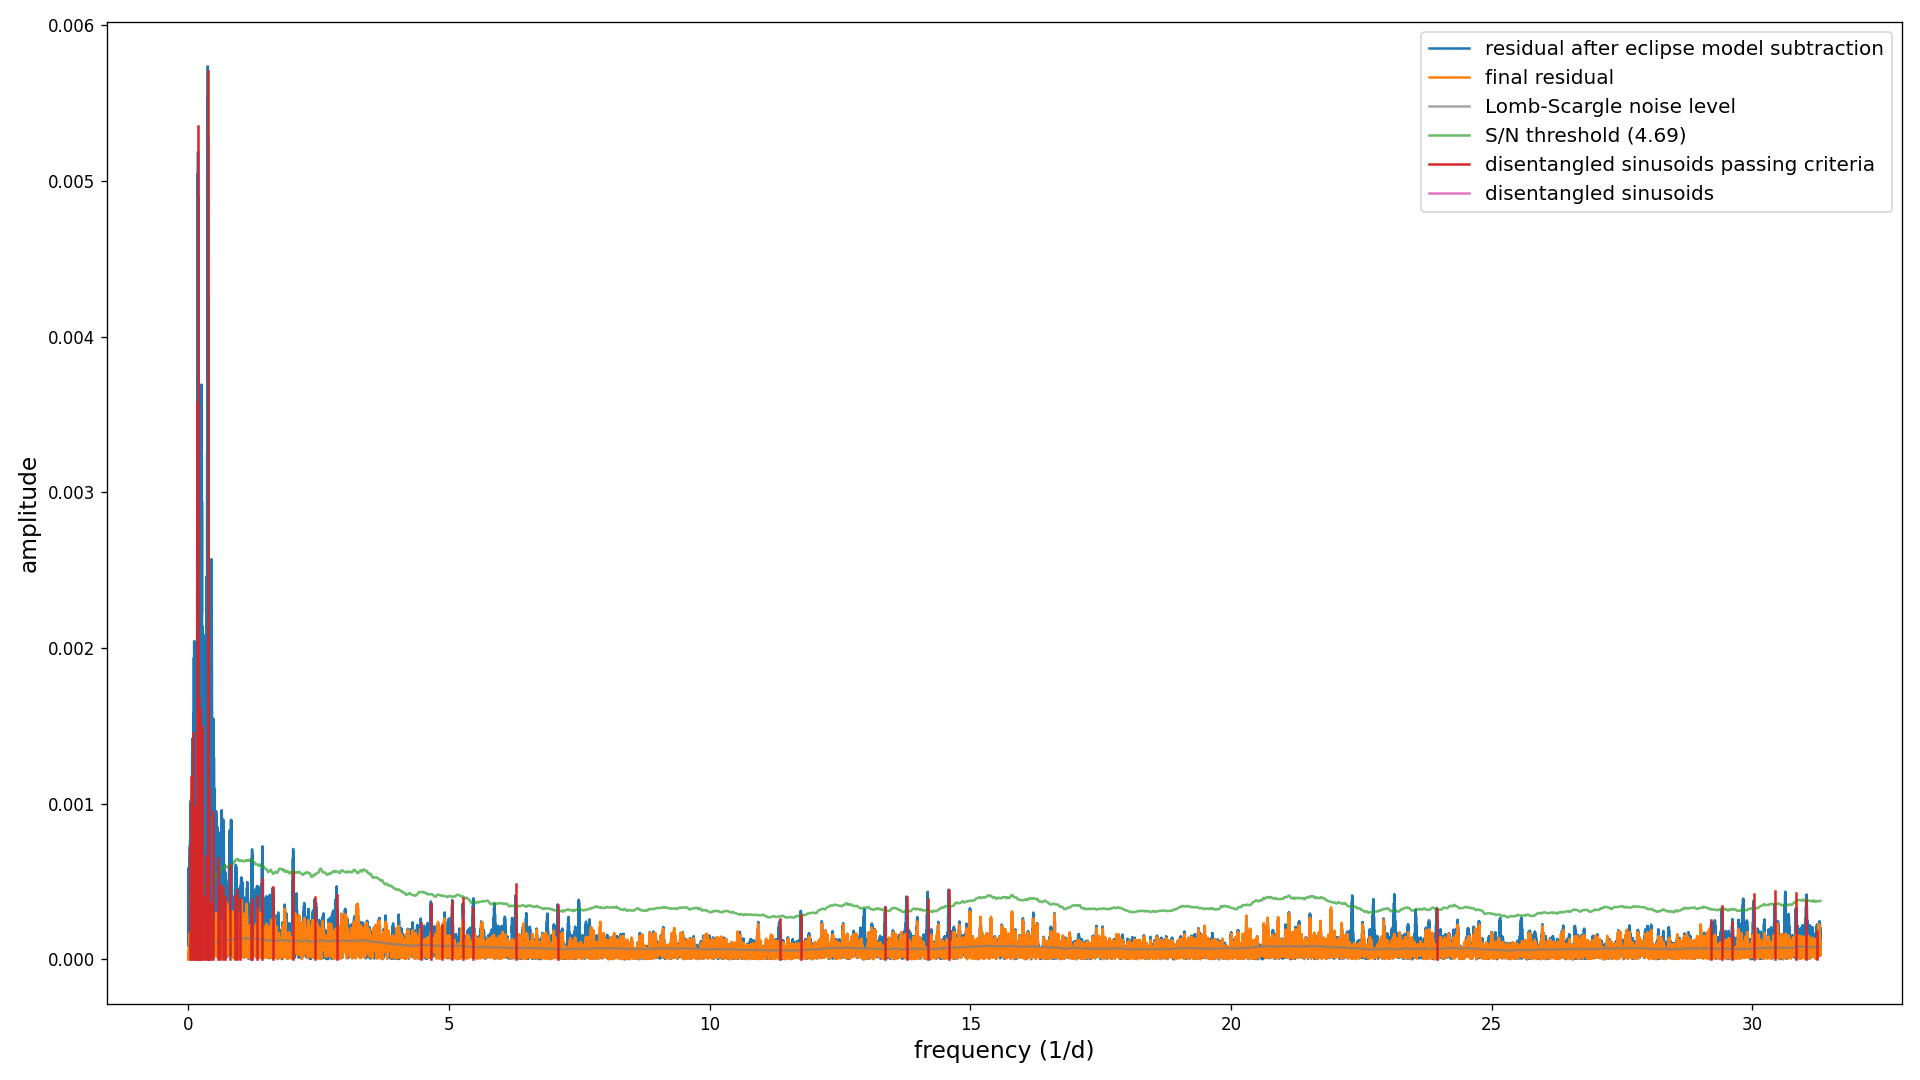 0.006
0.005
0.004
0.003
0.002
0.001
0.000
amplitude
0
5
10
15
20
25
30
frequency (1/d)
residual after eclipse model subtraction
final residual
Lomb-Scargle noise level
S/N threshold (4.69)
disentangled sinusoids passing criteria
disentangled sinusoids